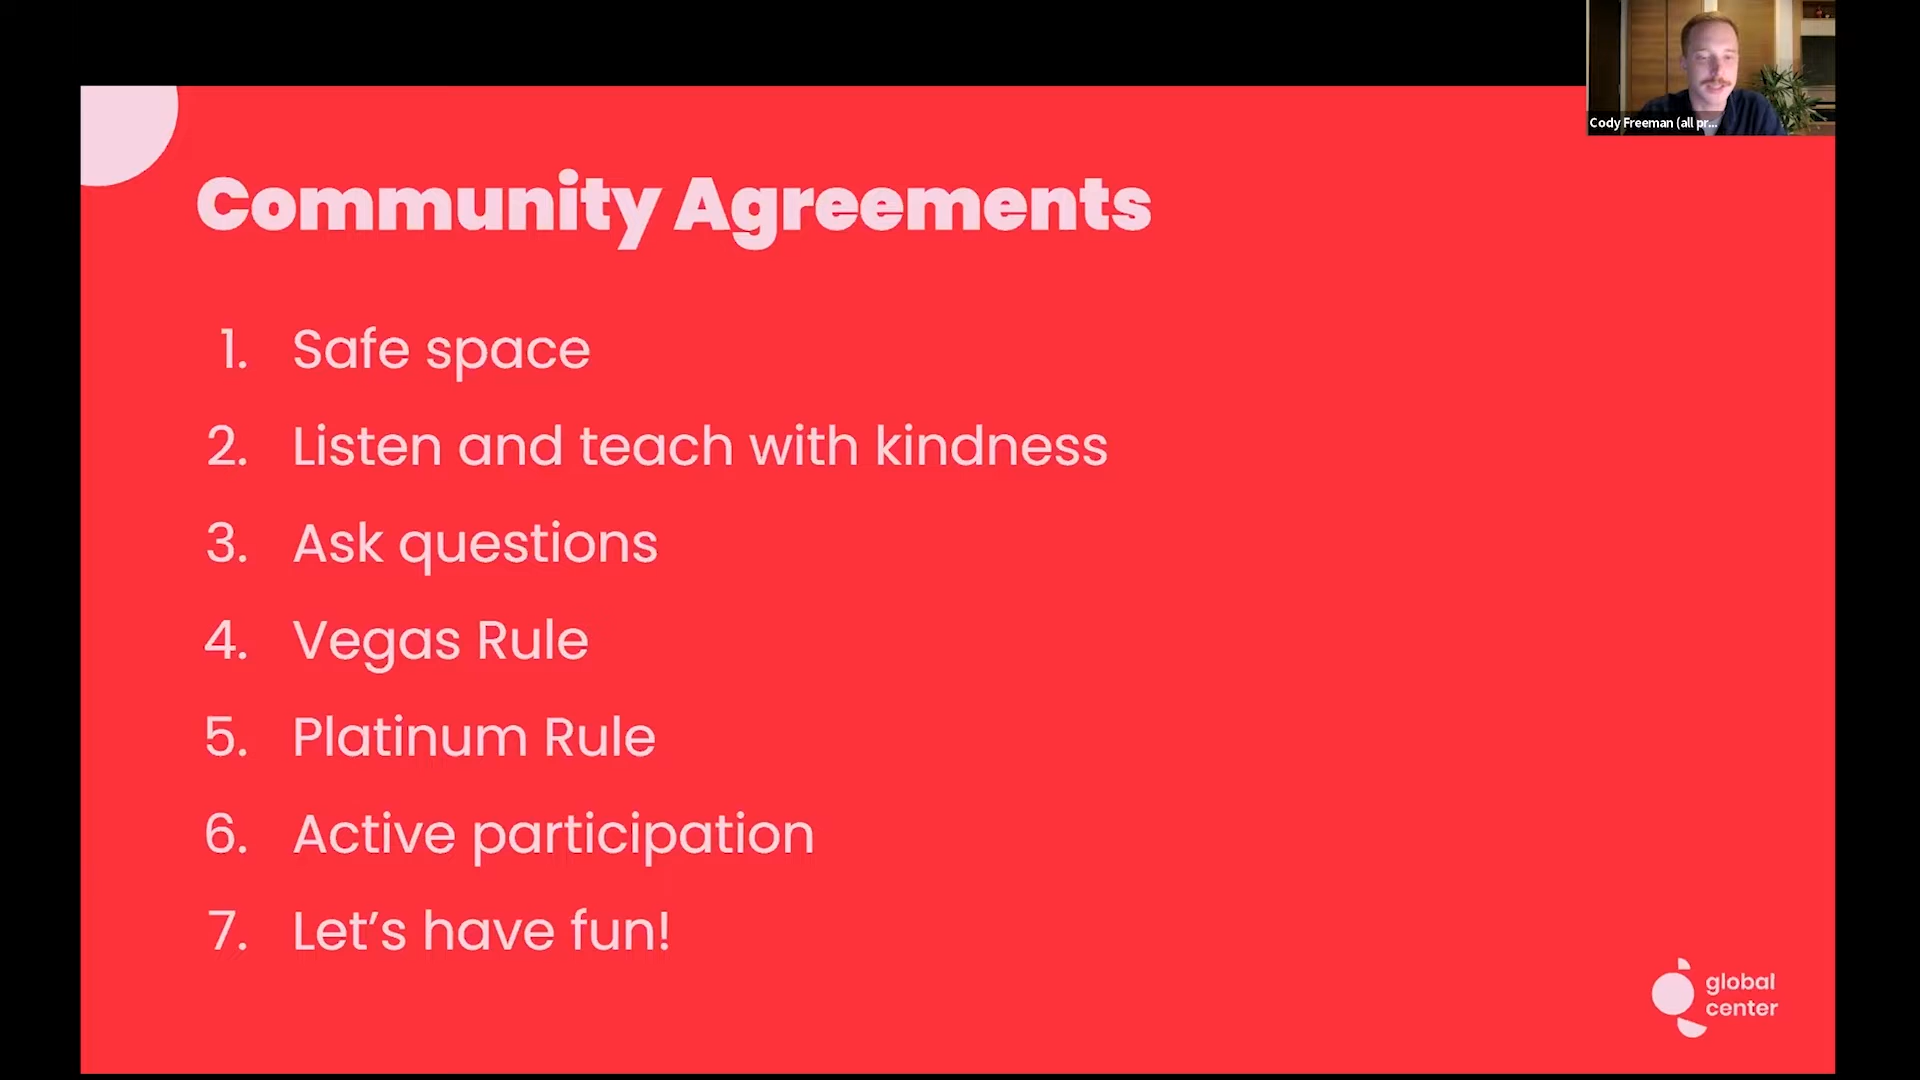 Cody Freeman (all pr...
Community Agreements
1. Safe space
2. Listen and teach with kindness
3. Ask questions
4. Vegas Rule
5. Platinum Rule
6. Active participation
7. Let’s have fun!
global
center